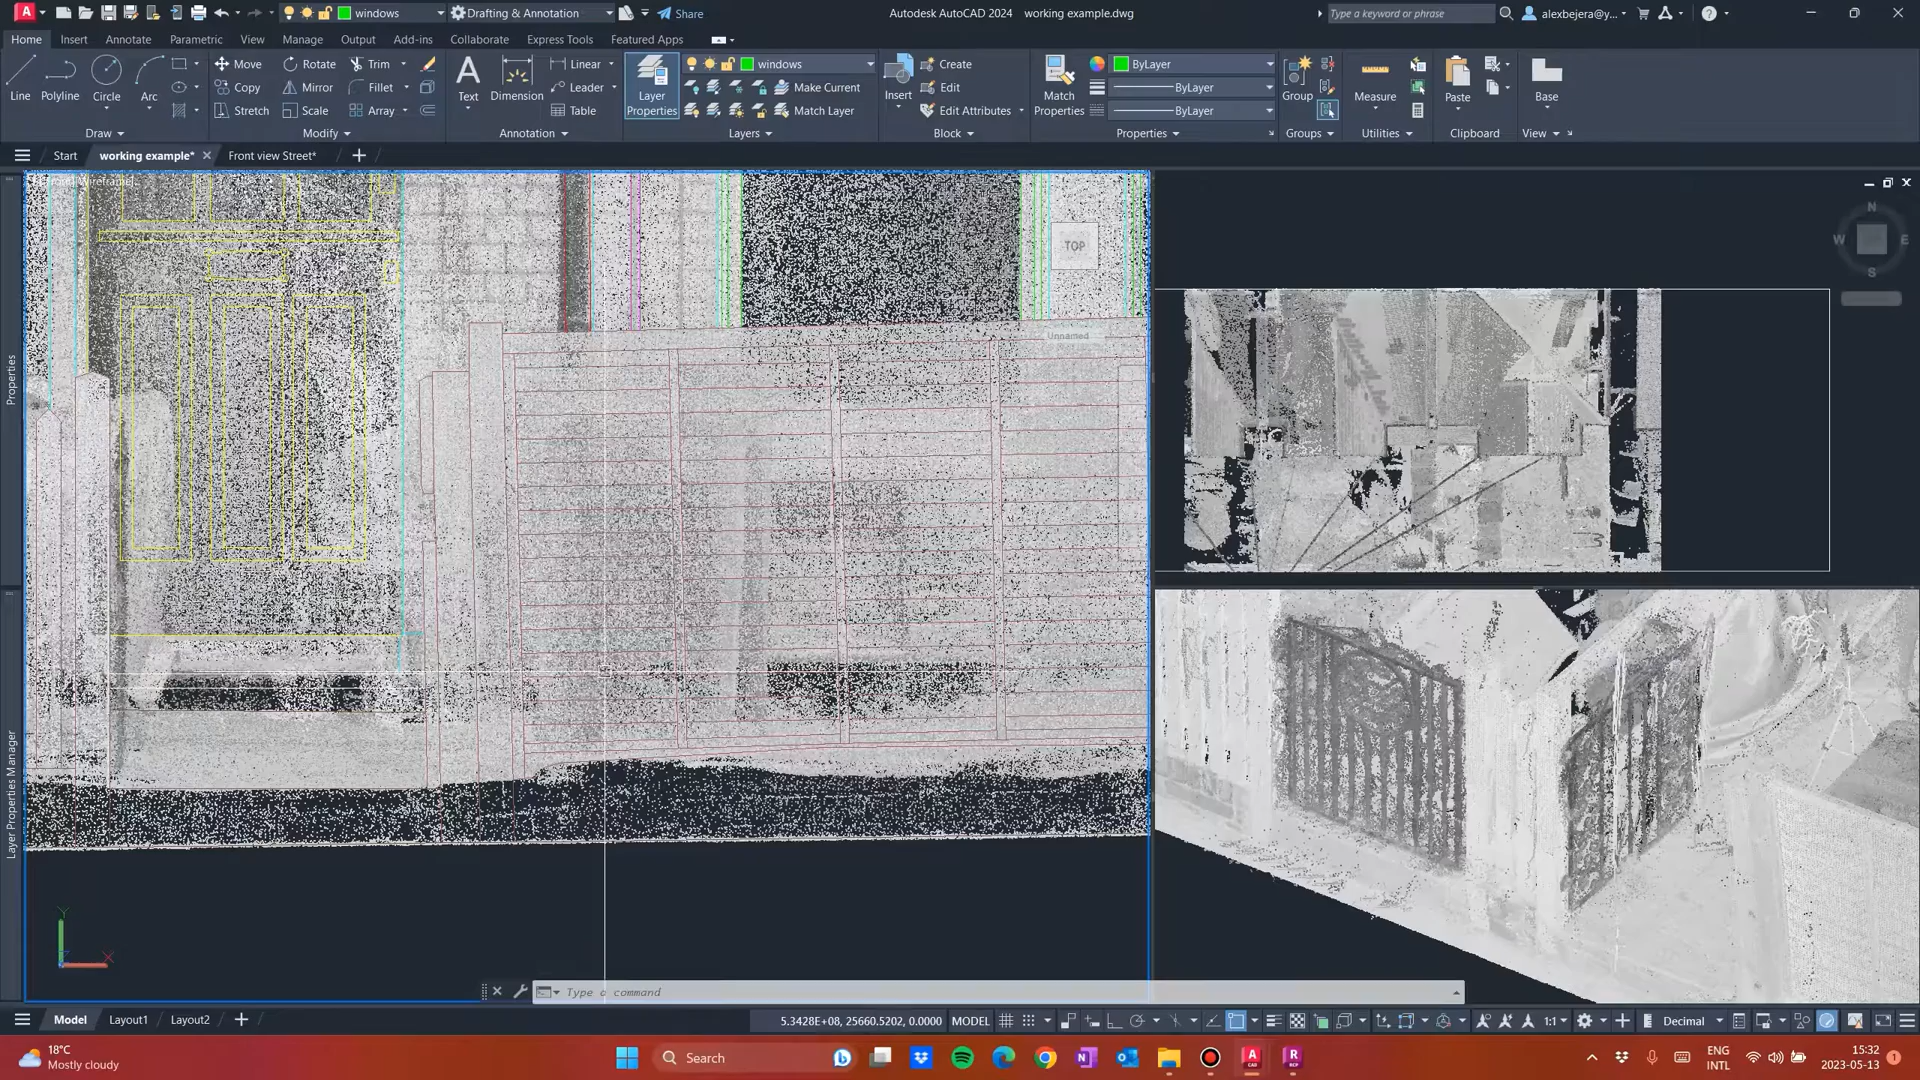 windows
Drafting & Annotation
Share
Autodesk AutoCAD 2024 working example.dwg
Type a keyword or phrase
alexbejera@y...
Home Insert Annotate Parametric View Manage Output Add-ins Collaborate Express Tools Featured Apps
Line
Polyline
Circle
Arc
Draw
Move Rotate Trim
Copy Mirror Fillet
Stretch Scale Array
Modify
Text
Dimension
Linear
Leader
Table
Annotation
Layer
Properties
windows
Make Current
Match Layer
Layers
Insert
Create
Edit
Edit Attributes
Block
Match
Properties
ByLayer
ByLayer
ByLayer
Properties
Group
Groups
Measure
Utilities
Paste
Clipboard
Base
View
Start working example* Front view Street*
TOP
Unnamed
N
W E
S
Properties
Layer Properties Manager
Y
X
Type a command
Model Layout1 Layout2
5.3428E+08, 25660.5202, 0.0000 MODEL
1:1
Decimal
18°C
Mostly cloudy
Search
ENG
INTL
15:32
2023-05-13
1